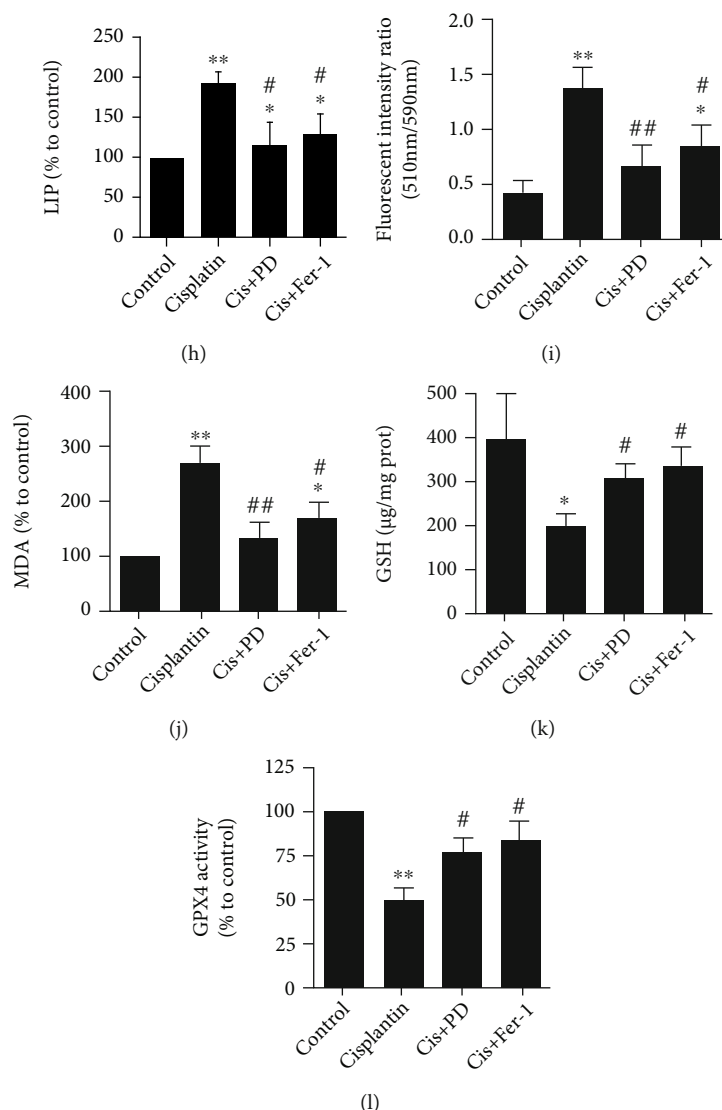 250
200
150
100
50
0
LIP (% to control)
**
#
*
#
*
Control
Cisplatin
Cis+PD
Cis+Fer-1
(h)
2.0
1.5
1.0
0.5
0.0
Fluorescent intensity ratio
(510nm/590nm)
**
##
#
*
Control
Cisplantin
Cis+PD
Cis+Fer-1
(i)
400
300
200
100
0
MDA (% to control)
**
##
#
*
Control
Cisplantin
Cis+PD
Cis+Fer-1
(j)
500
400
300
200
100
0
GSH (μg/mg prot)
*
#
#
Control
Cisplantin
Cis+PD
Cis+Fer-1
(k)
125
100
75
50
25
0
GPX4 activity
(% to control)
**
#
#
Control
Cisplantin
Cis+PD
Cis+Fer-1
(l)